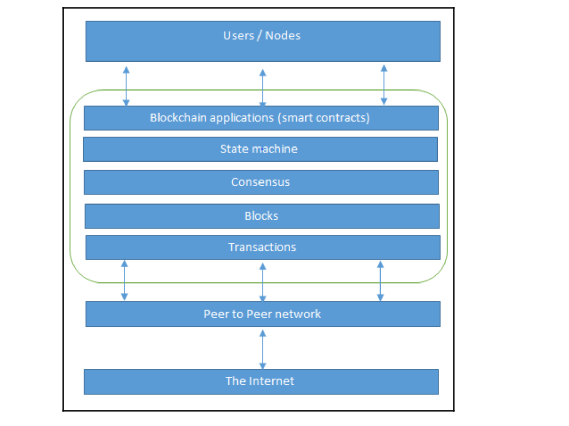 Users / Nodes
Blockchain applications (smart contracts)
State machine
Consensus
Blocks
Transactions
Peer to Peer network
The Internet